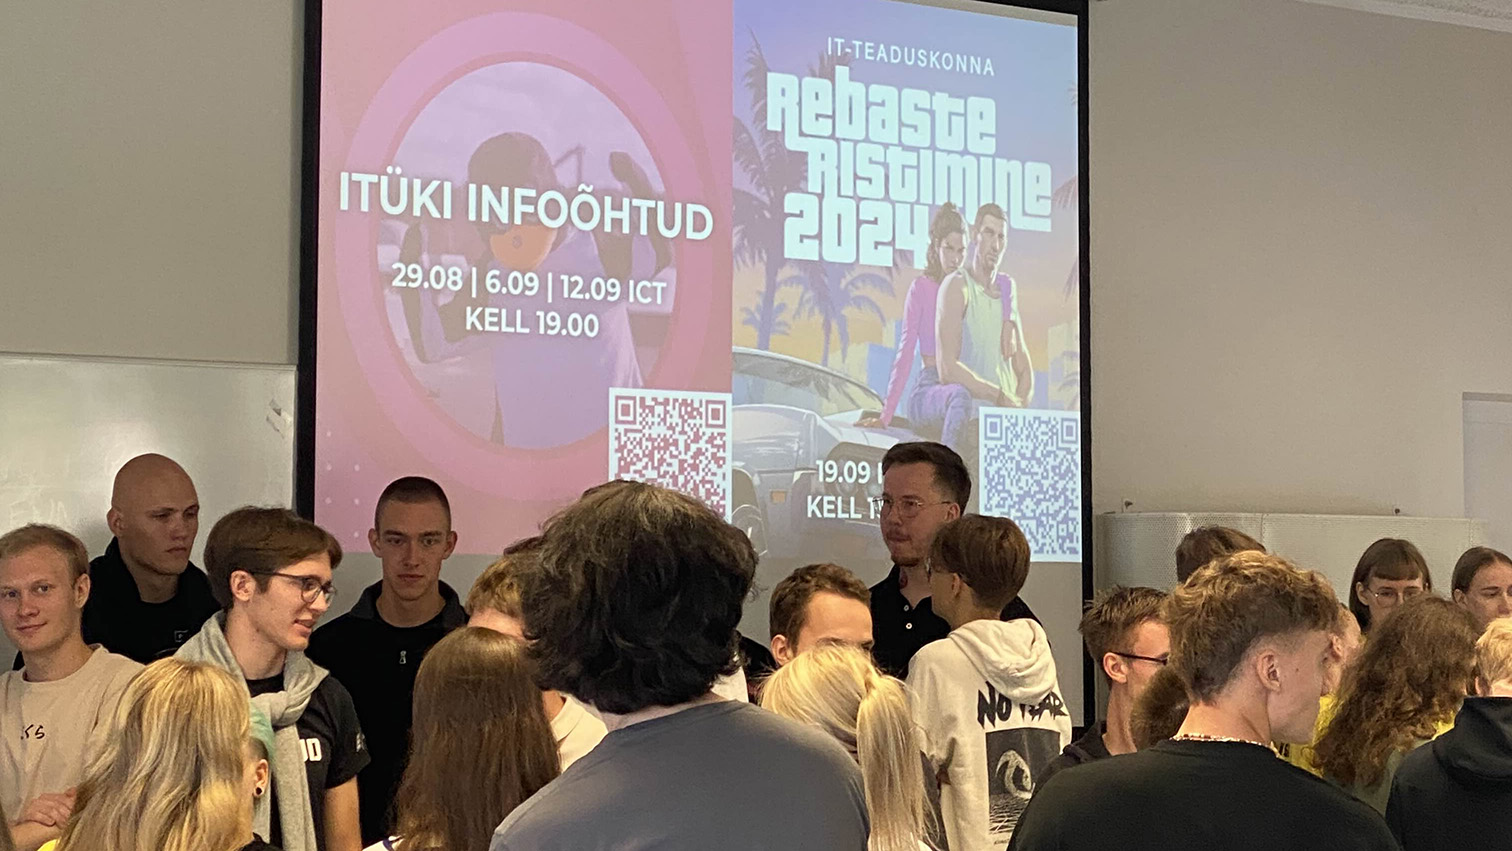 ITÜKI INFOÕHTUD
29.08 | 6.09 | 12.09 ICT
KELL 19.00
IT-TEADUSKONNA
Rebaste
Ristimine
2024
19.09
KELL
NO